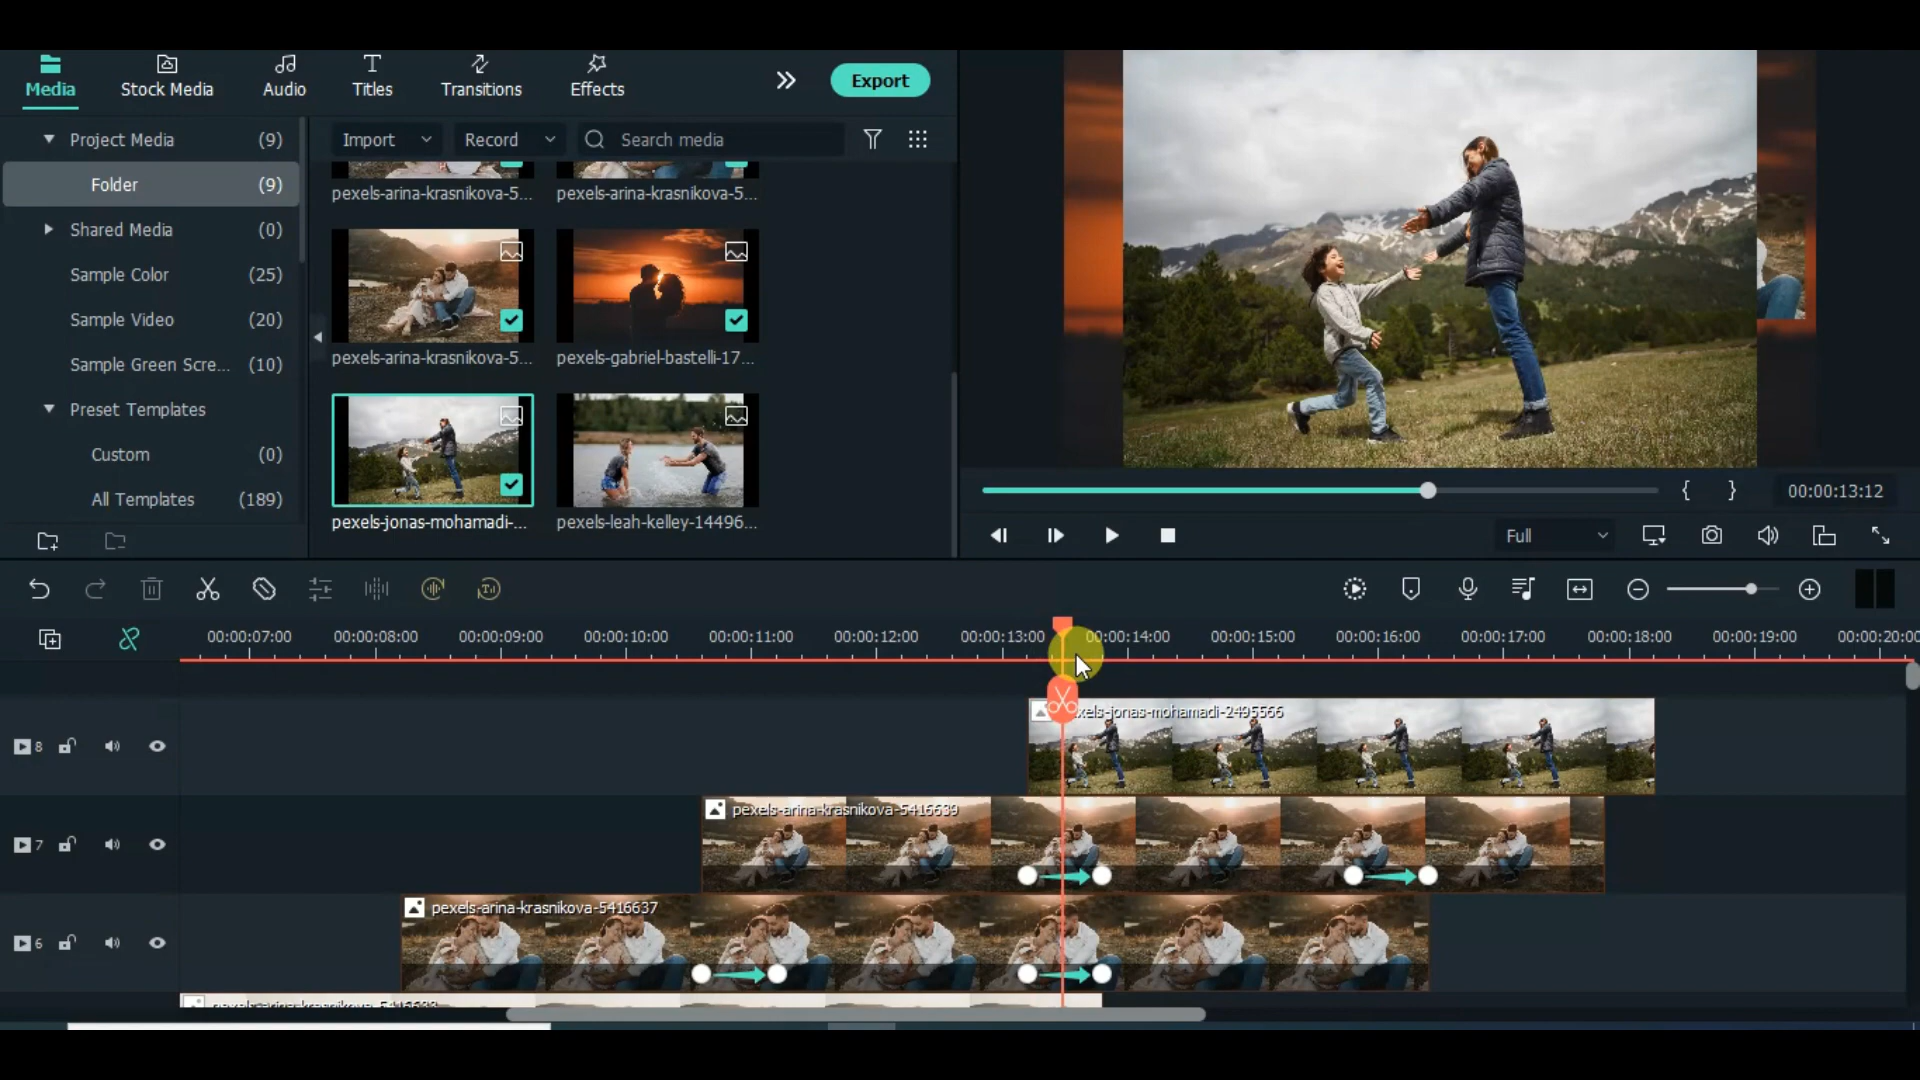 Media
Stock Media
Audio
Titles
Transitions
Effects
Export
Project Media (9)
Folder (9)
Shared Media (0)
Sample Color (25)
Sample Video (20)
Sample Green Scre... (10)
Preset Templates
Custom (0)
All Templates (189)
Import
Record
Search media
pexels-arina-krasnikova-5...
pexels-arina-krasnikova-5...
pexels-arina-krasnikova-5...
pexels-gabriel-bastelli-17...
pexels-jonas-mohamadi-...
pexels-leah-kelley-14496...
{ }
00:00:13:12
Full
00:00:07:00
00:00:08:00
00:00:09:00
00:00:10:00
00:00:11:00
00:00:12:00
00:00:13:00
00:00:14:00
00:00:15:00
00:00:16:00
00:00:17:00
00:00:18:00
00:00:19:00
00:00:20:00
8
xels-jonas-mohamadi-2495566
7
pexels-arina-krasnikova-5416639
6
pexels-arina-krasnikova-5416637